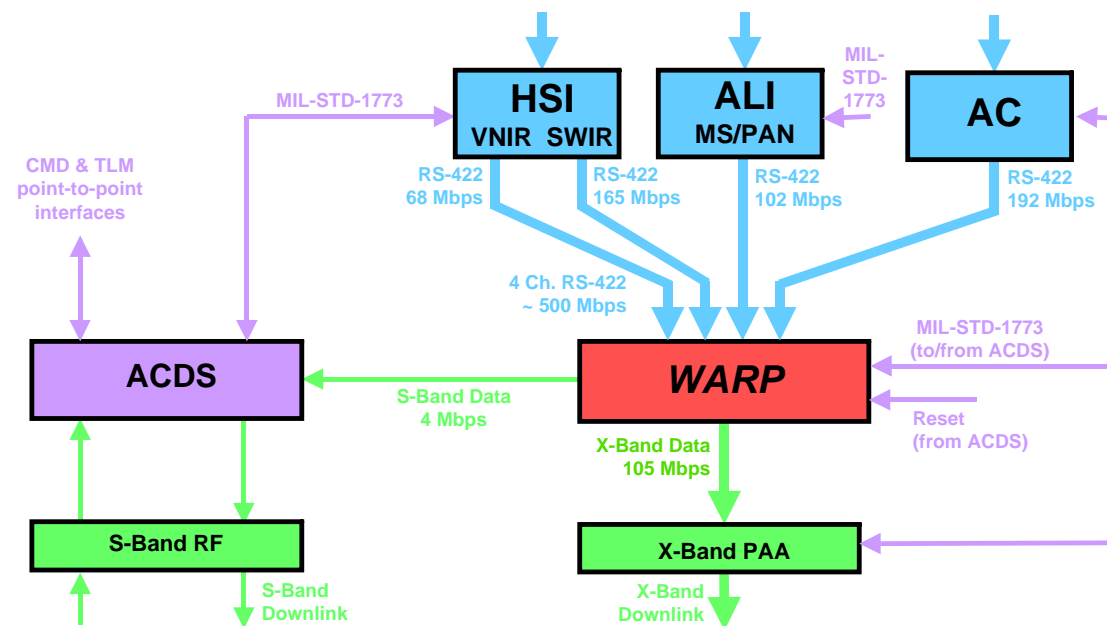 HSI
VNIR SWIR
ALI
MS/PAN
MIL-
STD-
1773
AC
MIL-STD-1773
CMD & TLM
point-to-point
interfaces
RS-422
68 Mbps
RS-422
165 Mbps
RS-422
102 Mbps
RS-422
192 Mbps
4 Ch. RS-422
~ 500 Mbps
ACDS
WARP
MIL-STD-1773
(to/from ACDS)
S-Band Data
4 Mbps
Reset
(from ACDS)
X-Band Data
105 Mbps
S-Band RF
X-Band PAA
S-Band
Downlink
X-Band
Downlink